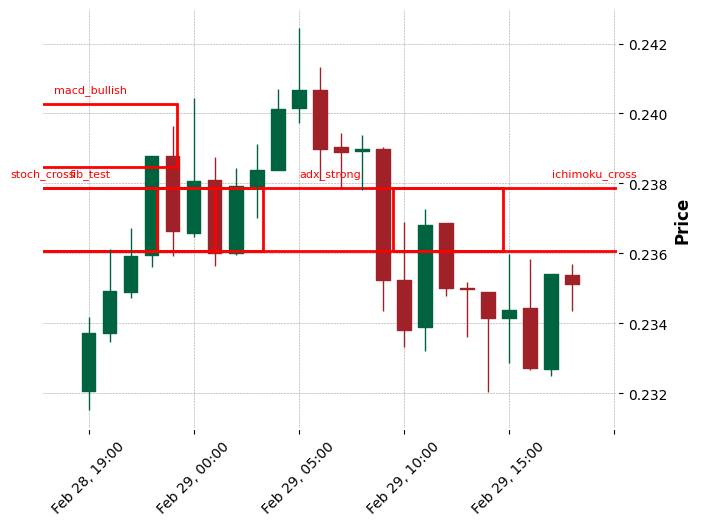 0.242
macd_bullish
0.240
stoch_cross
fib_test
adx_strong
ichimoku_cross
0.238
0.236
0.234
0.232
Price
Feb 28, 19:00
Feb 29, 00:00
Feb 29, 05:00
Feb 29, 10:00
Feb 29, 15:00